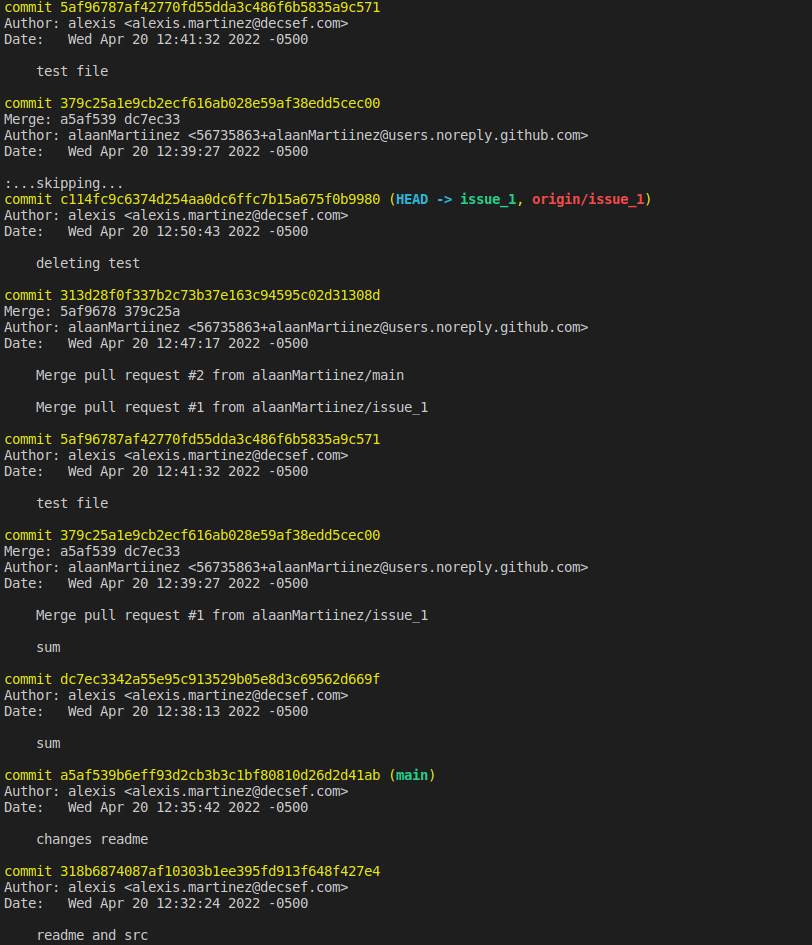 commit 5af96787af42770fd55dda3c486f6b5835a9c571
Author: alexis <alexis.martinez@decsef.com>
Date:   Wed Apr 20 12:41:32 2022 -0500
    test file
commit 379c25a1e9cb2ecf616ab028e59af38edd5cec00
Merge: a5af539 dc7ec33
Author: alaanMartiinez <56735863+alaanMartiinez@users.noreply.github.com>
Date:   Wed Apr 20 12:39:27 2022 -0500
:...skipping...
commit c114fc9c6374d254aa0dc6ffc7b15a675f0b9980 (HEAD -> issue_1, origin/issue_1)
Author: alexis <alexis.martinez@decsef.com>
Date:   Wed Apr 20 12:50:43 2022 -0500
    deleting test
commit 313d28f0f337b2c73b37e163c94595c02d31308d
Merge: 5af9678 379c25a
Author: alaanMartiinez <56735863+alaanMartiinez@users.noreply.github.com>
Date:   Wed Apr 20 12:47:17 2022 -0500
    Merge pull request #2 from alaanMartiinez/main
    Merge pull request #1 from alaanMartiinez/issue_1
commit 5af96787af42770fd55dda3c486f6b5835a9c571
Author: alexis <alexis.martinez@decsef.com>
Date:   Wed Apr 20 12:41:32 2022 -0500
    test file
commit 379c25a1e9cb2ecf616ab028e59af38edd5cec00
Merge: a5af539 dc7ec33
Author: alaanMartiinez <56735863+alaanMartiinez@users.noreply.github.com>
Date:   Wed Apr 20 12:39:27 2022 -0500
    Merge pull request #1 from alaanMartiinez/issue_1
    sum
commit dc7ec3342a55e95c913529b05e8d3c69562d669f
Author: alexis <alexis.martinez@decsef.com>
Date:   Wed Apr 20 12:38:13 2022 -0500
    sum
commit a5af539b6eff93d2cb3b3c1bf80810d26d2d41ab (main)
Author: alexis <alexis.martinez@decsef.com>
Date:   Wed Apr 20 12:35:42 2022 -0500
    changes readme
commit 318b6874087af10303b1ee395fd913f648f427e4
Author: alexis <alexis.martinez@decsef.com>
Date:   Wed Apr 20 12:32:24 2022 -0500
    readme and src